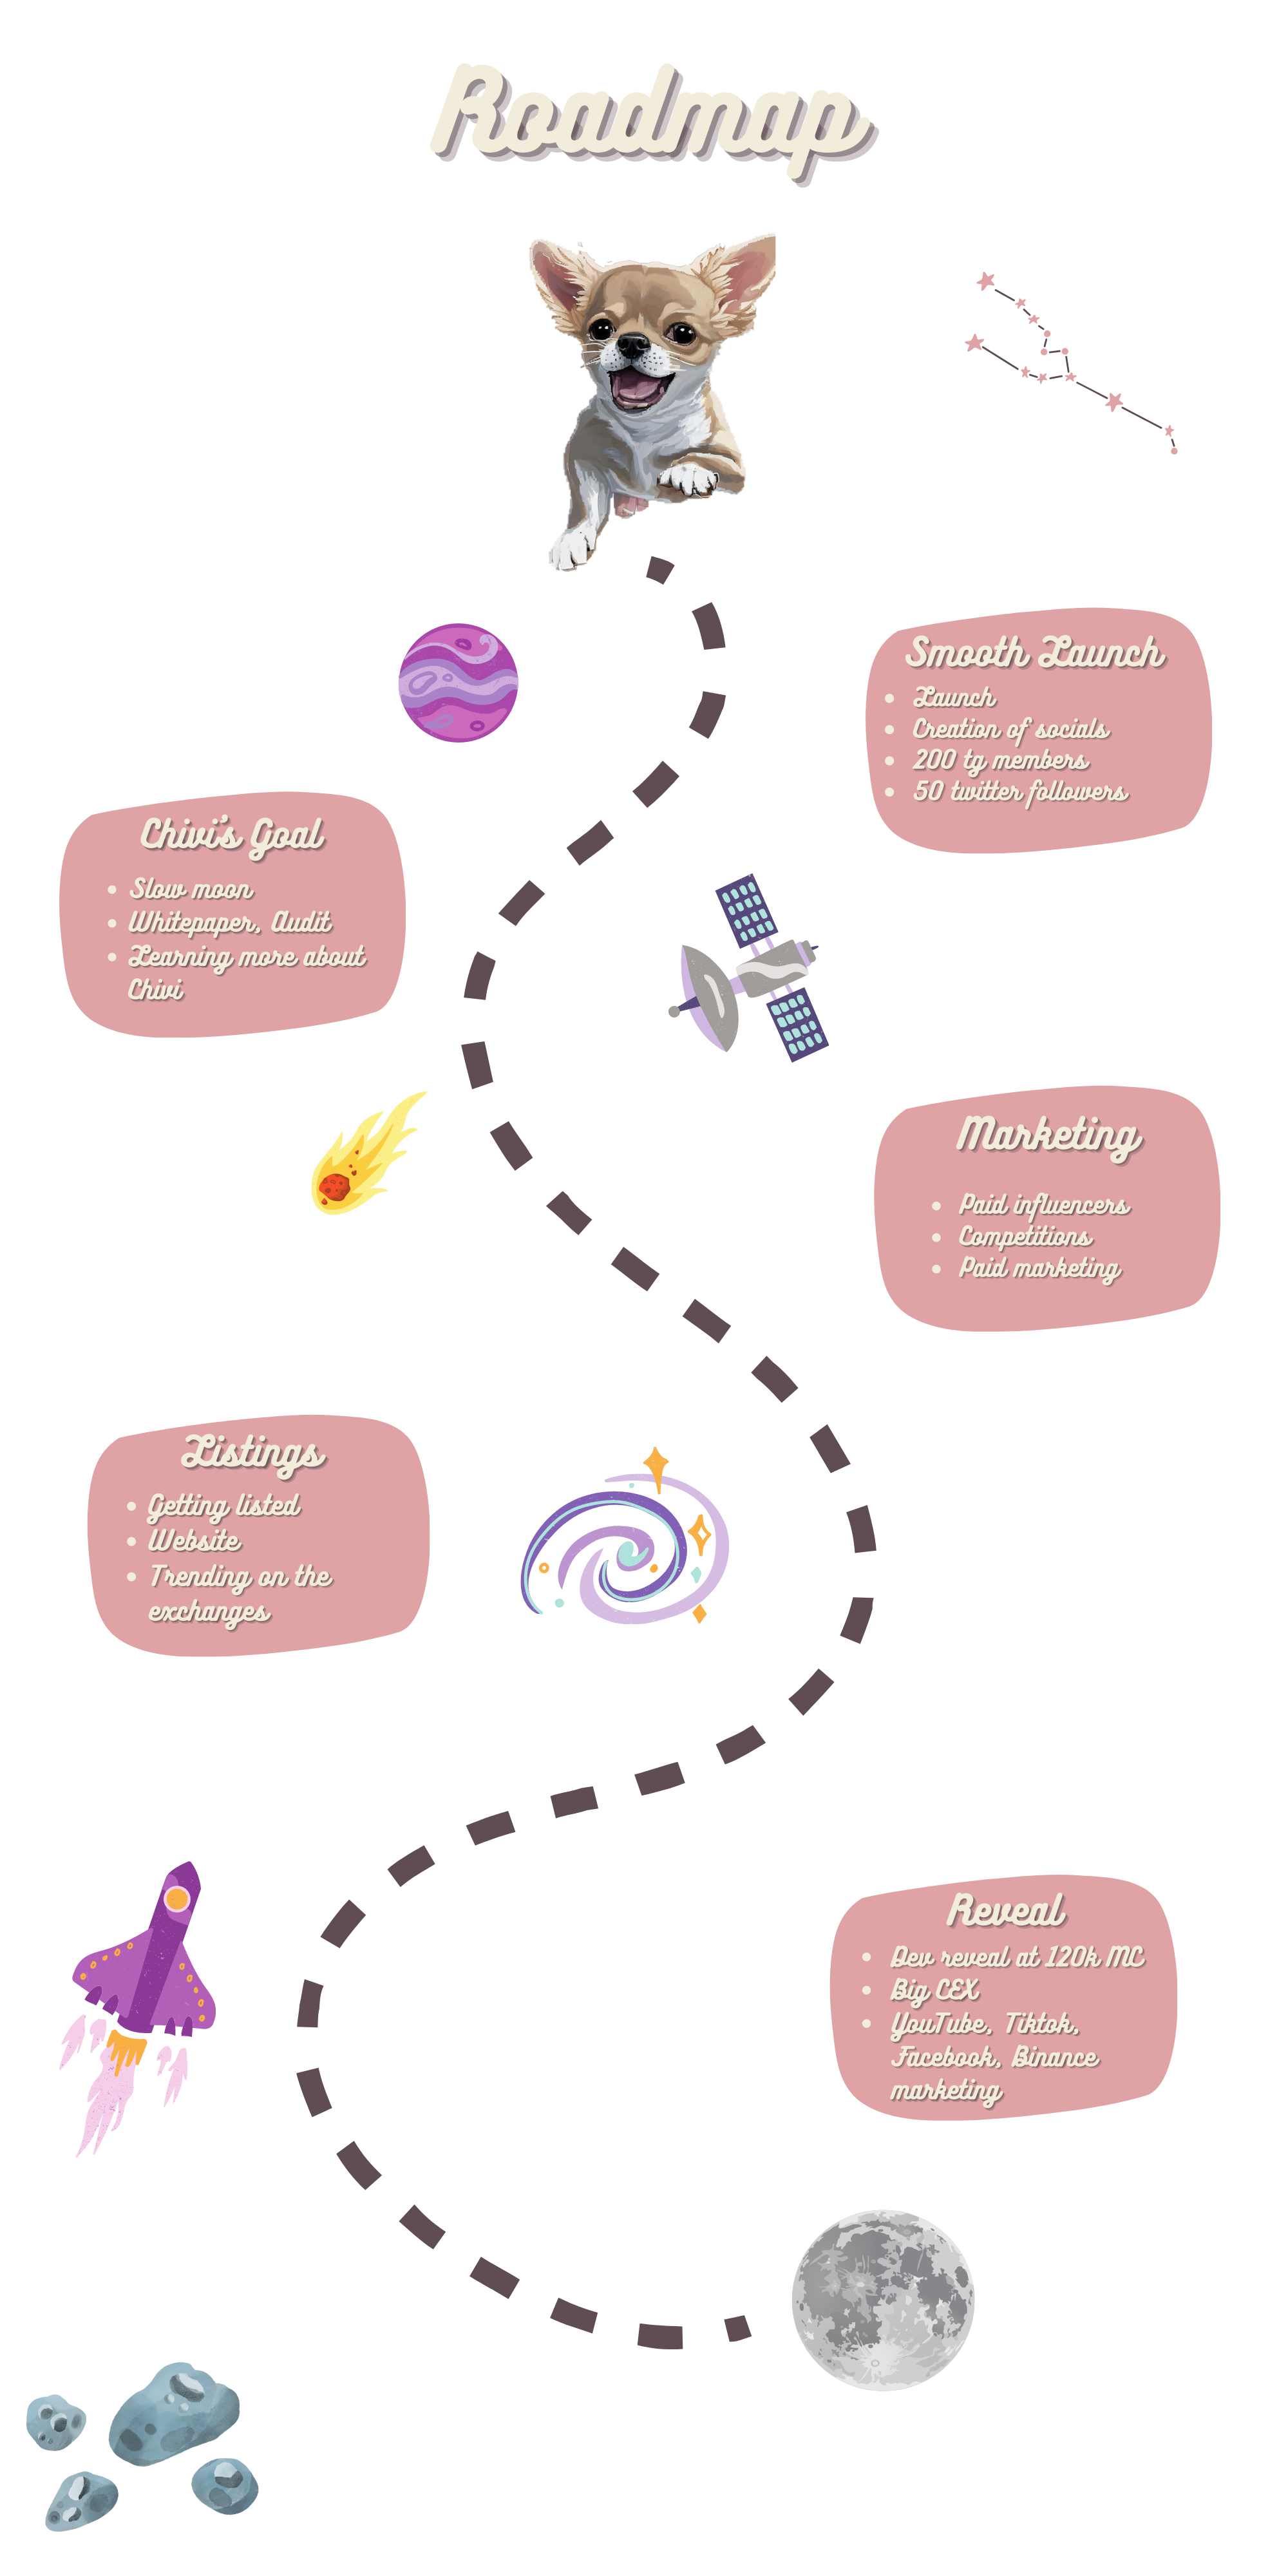 Roadmap
Smooth Launch
Launch
Creation of socials
200 tg members
50 twitter followers
Chivi's Goal
Slow moon
Whitepaper, Audit
Learning more about
Chivi
Marketing
Paid influencers
Competitions
Paid marketing
Listings
Getting listed
Website
Trending on the
exchanges
Reveal
Dev reveal at 120k MC
Big CEX
YouTube, Tiktok,
Facebook, Binance
marketing